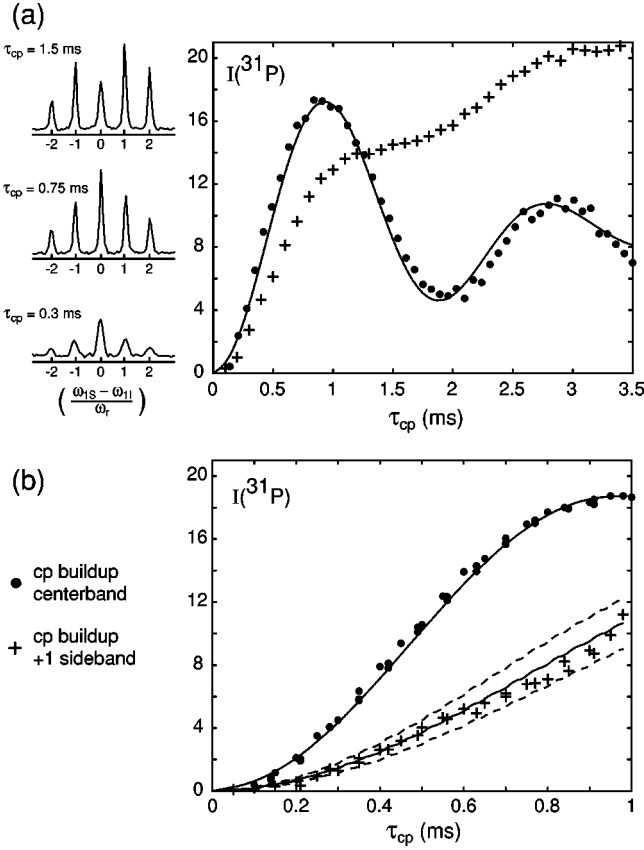 (a)
τcp = 1.5 ms
-2 -1 0 1 2
τcp = 0.75 ms
-2 -1 0 1 2
τcp = 0.3 ms
-2 -1 0 1 2
(ω1S − ω1I / ωr)
I(31P)
20
16
12
8
4
0
0 0.5 1 1.5 2 2.5 3 3.5
τcp (ms)
(b)
cp buildup
centerband
cp buildup
+1 sideband
I(31P)
20
16
12
8
4
0
0 0.2 0.4 0.6 0.8 1
τcp (ms)